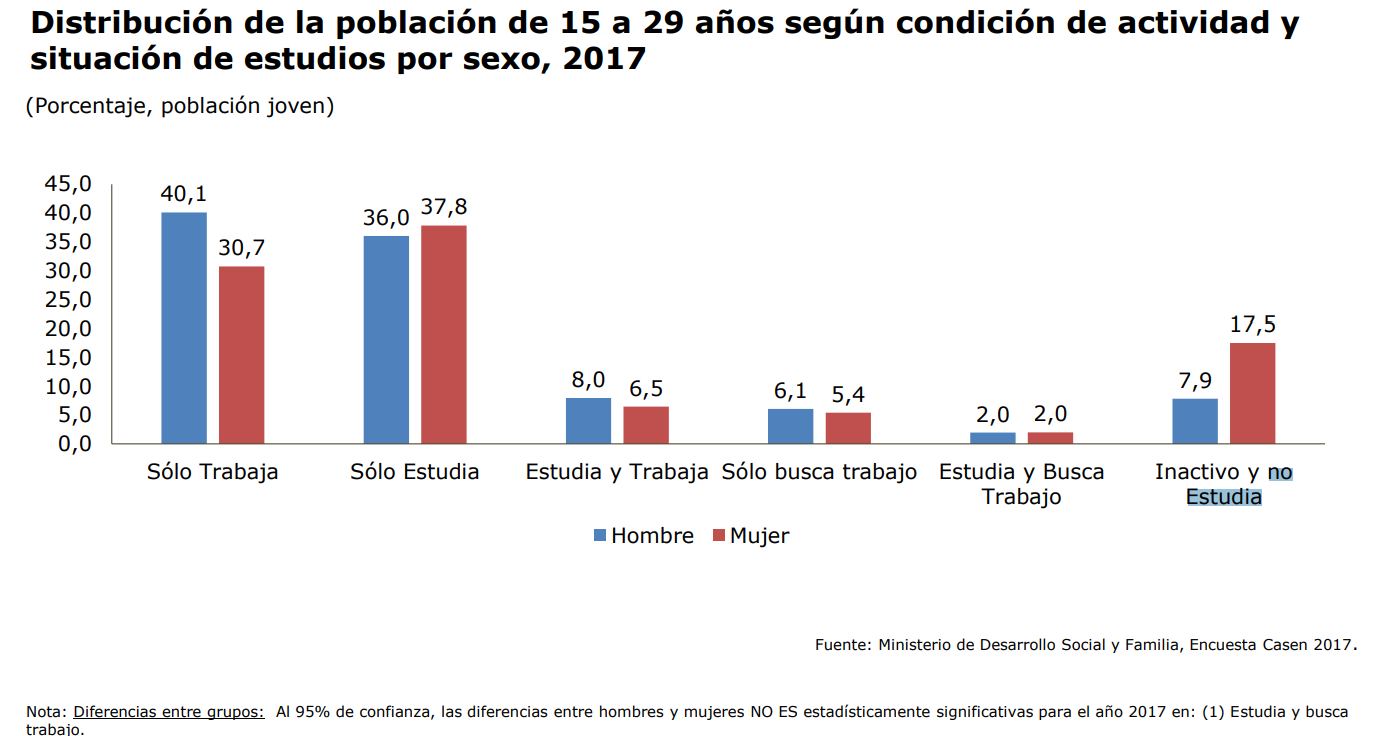 Distribución de la población de 15 a 29 años según condición de actividad y
situación de estudios por sexo, 2017
(Porcentaje, población joven)
45,0
40,0
35,0
30,0
25,0
20,0
15,0
10,0
5,0
0,0
40,1
30,7
36,0
37,8
8,0
6,5
6,1
5,4
2,0
2,0
7,9
17,5
Sólo Trabaja
Sólo Estudia
Estudia y Trabaja
Sólo busca trabajo
Estudia y Busca
Trabajo
Inactivo y no
Estudia
Hombre
Mujer
Fuente: Ministerio de Desarrollo Social y Familia, Encuesta Casen 2017.
Nota: Diferencias entre grupos: Al 95% de confianza, las diferencias entre hombres y mujeres NO ES estadísticamente significativas para el año 2017 en: (1) Estudia y busca
trabajo.